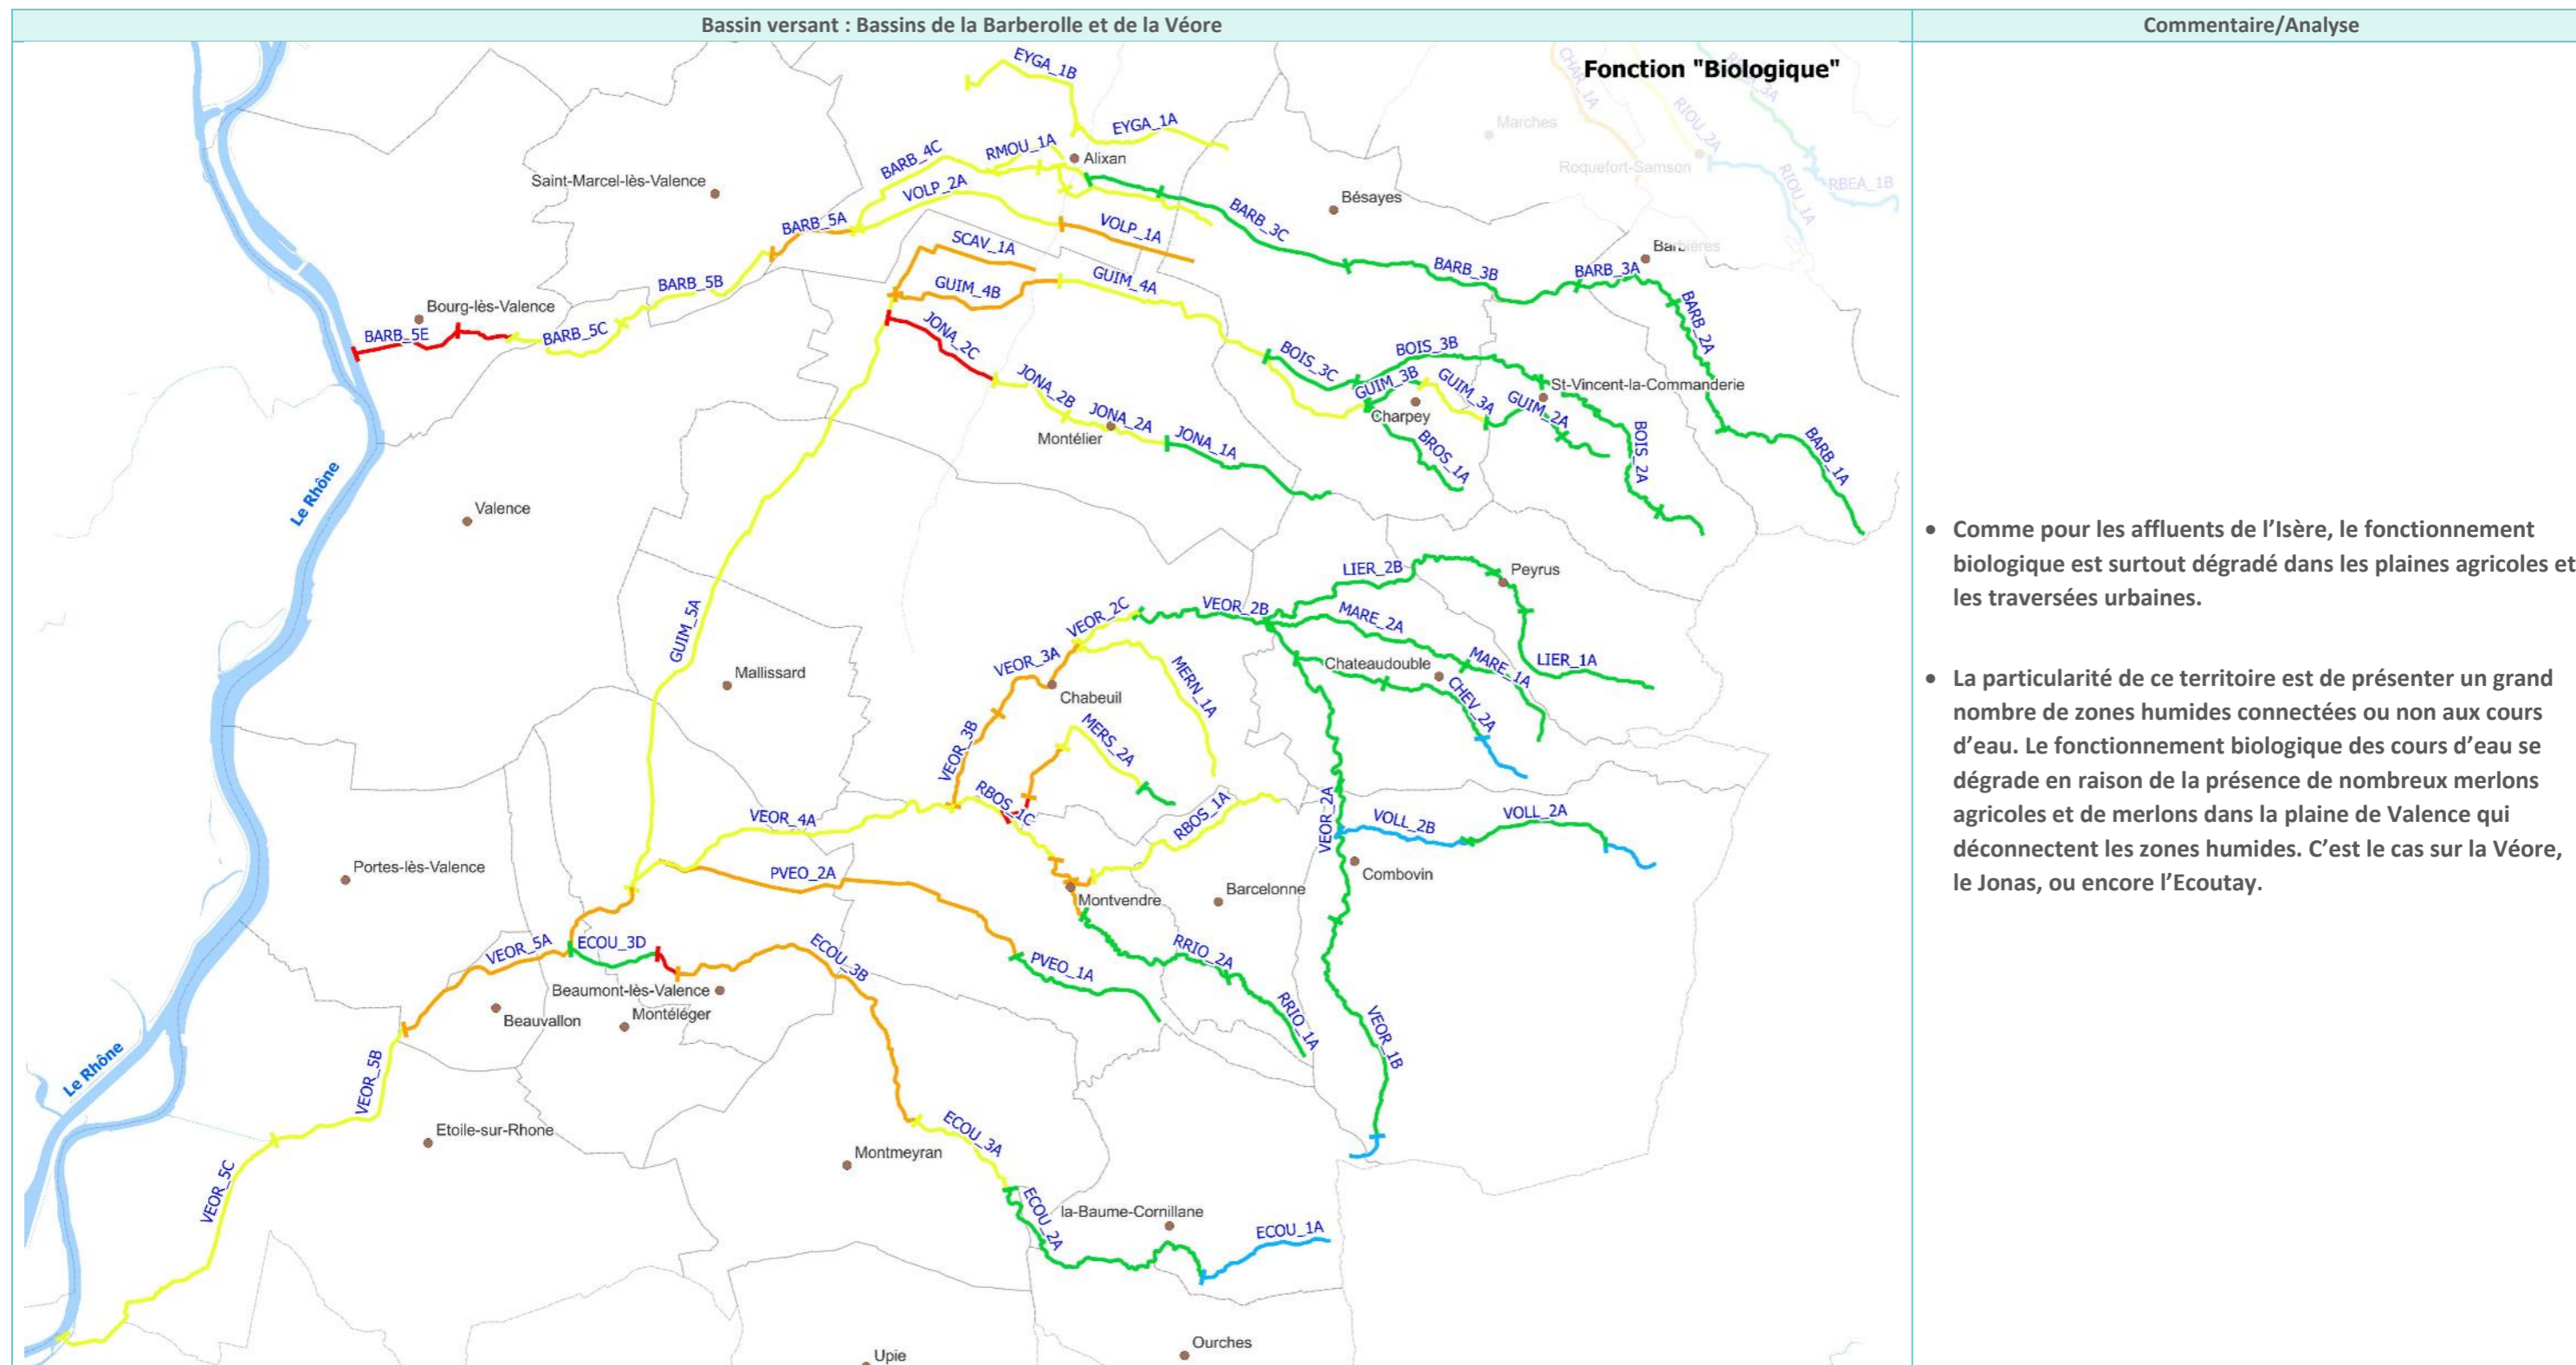 Bassin versant : Bassins de la Barberolle et de la Véore
Commentaire/Analyse
Fonction "Biologique"
EYGA_1B
CHAR_1A
RIOU_2A
Marches
EYGA_1A
BARB_4C
RMOU_1A
Alixan
Roquefort-Samson
RIOU_1A
RBEA_1B
Saint-Marcel-lès-Valence
VOLP_2A
Bésayes
BARB_3C
BARB_5A
VOLP_1A
SCAV_1A
BARB_3B
BARB_3A
BARB_5B
GUIM_4B
GUIM_4A
BARB_2A
Bourg-lès-Valence
BARB_5E
BARB_5C
JONA_2C
BOIS_3C
BOIS_3B
JONA_2B
GUIM_3B
GUIM_3A
St-Vincent-la-Commanderie
GUIM_2A
Charpey
JONA_2A
Montélier
JONA_1A
BROS_1A
BOIS_2A
BARB_1A
Le Rhône
Valence
LIER_2B
Peyrus
VEOR_2C
VEOR_2B
MARE_2A
GUIM_5A
VEOR_3A
Mallissard
Chabeuil
MERN_1A
Chateaudouble
MARE_1A
LIER_1A
CHEV_2A
MERS_2A
VEOR_3B
RBOS_1C
RBOS_1A
VEOR_2A
VEOR_4A
VOLL_2B
VOLL_2A
Portes-lès-Valence
PVEO_2A
Combovin
Barcelonne
Montvendre
VEOR_5A
ECOU_3D
ECOU_3B
RRIO_2A
PVEO_1A
Beaumont-lès-Valence
Beauvallon
Montéléger
RRIO_1A
VEOR_1B
Le Rhône
VEOR_5B
Etoile-sur-Rhone
ECOU_3A
Montmeyran
VEOR_5C
ECOU_2A
la-Baume-Cornillane
ECOU_1A
Ourches
Upie
• Comme pour les affluents de l’Isère, le fonctionnement
biologique est surtout dégradé dans les plaines agricoles et
les traversées urbaines.
• La particularité de ce territoire est de présenter un grand
nombre de zones humides connectées ou non aux cours
d’eau. Le fonctionnement biologique des cours d’eau se
dégrade en raison de la présence de nombreux merlons
agricoles et de merlons dans la plaine de Valence qui
déconnectent les zones humides. C’est le cas sur la Véore,
le Jonas, ou encore l’Ecoutay.